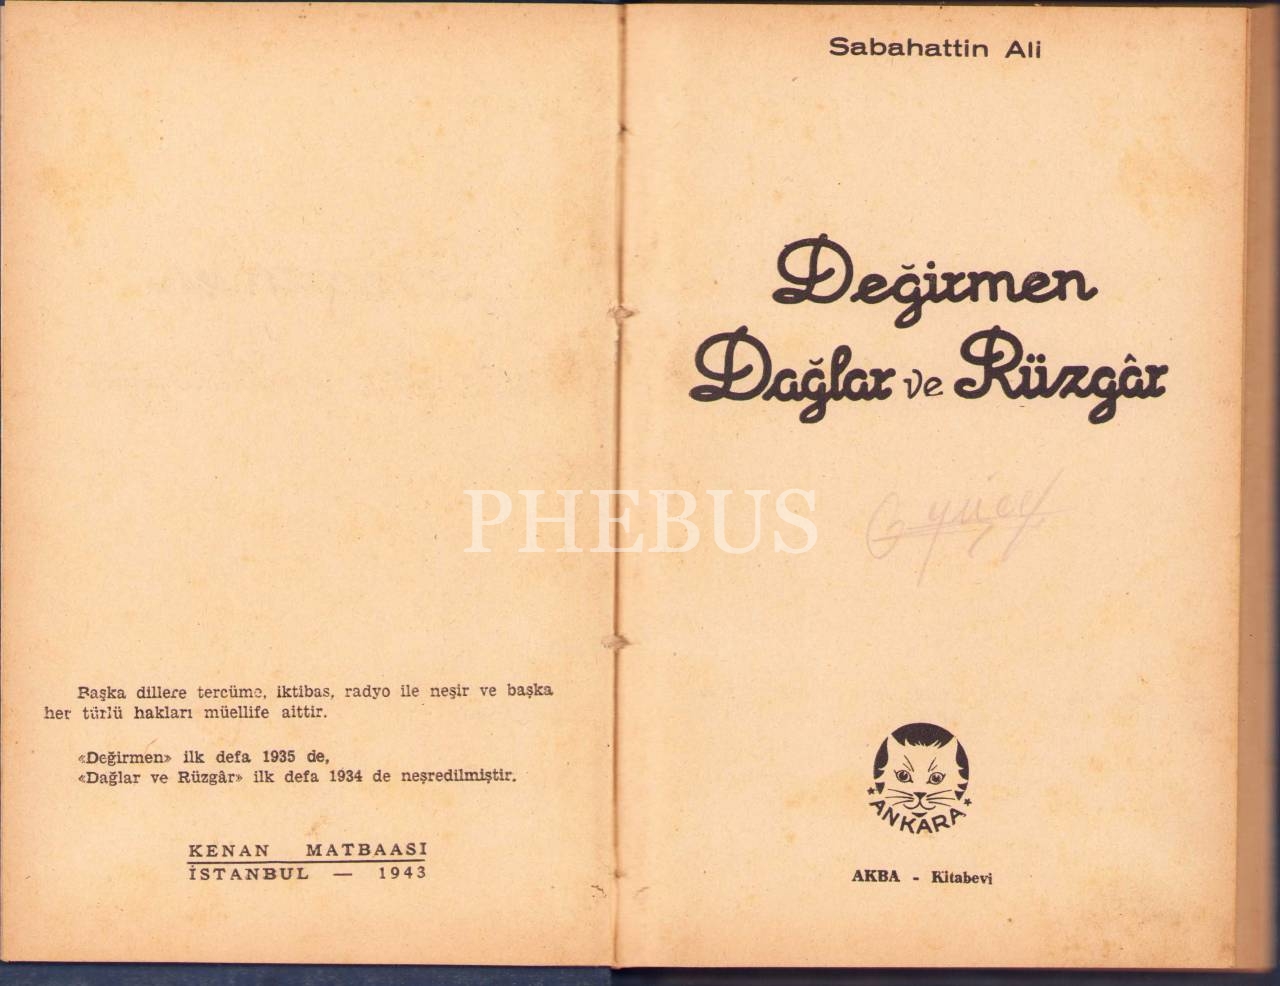 Başka dillere tercüme, iktibas, radyo ile neşir ve başka
her türlü hakları müellife aittir.
«Değirmen» ilk defa 1935 de,
«Dağlar ve Rüzgâr» ilk defa 1934 de neşredilmiştir.
KENAN MATBAASI
İSTANBUL — 1943
Sabahattin Ali
Değirmen
Dağlar ve Rüzgâr
PHEBUS
ANKARA
AKBA - Kitabevi